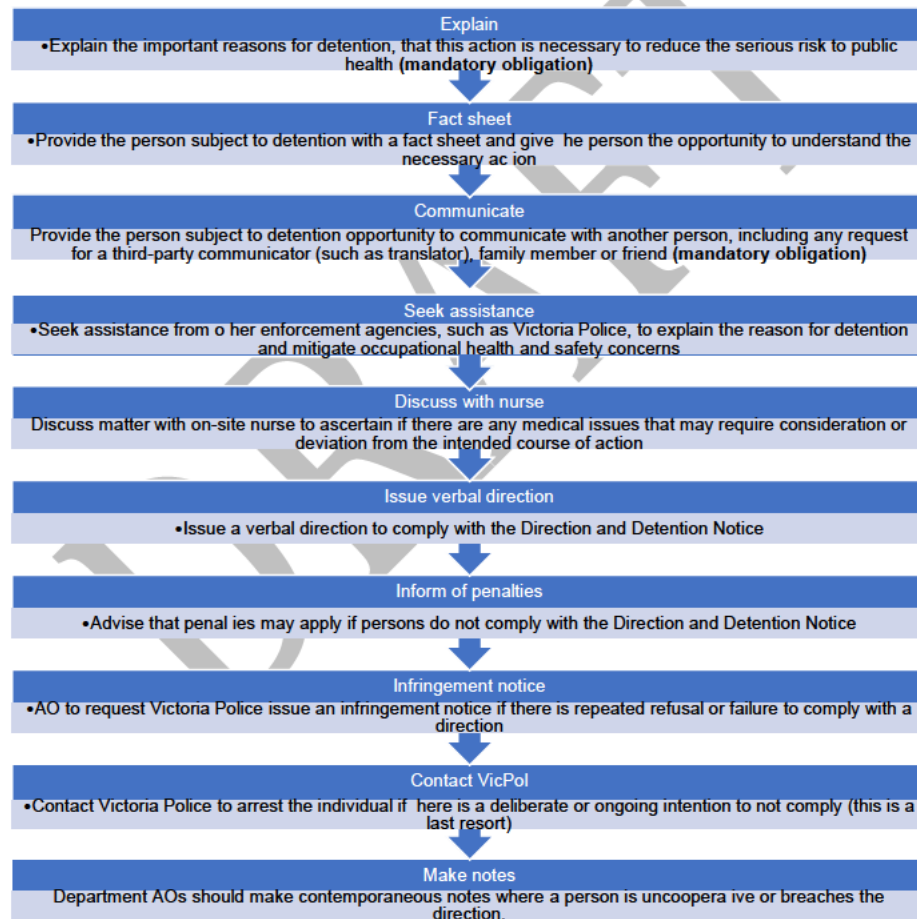 Explain
•Explain the important reasons for detention, that this action is necessary to reduce the serious risk to public
health (mandatory obligation)
Fact sheet
•Provide the person subject to detention with a fact sheet and give he person the opportunity to understand the
necessary ac ion
Communicate
Provide the person subject to detention opportunity to communicate with another person, including any request
for a third-party communicator (such as translator), family member or friend (mandatory obligation)
Seek assistance
•Seek assistance from o her enforcement agencies, such as Victoria Police, to explain the reason for detention
and mitigate occupational health and safety concerns
Discuss with nurse
Discuss matter with on-site nurse to ascertain if there are any medical issues that may require consideration or
deviation from the intended course of action
Issue verbal direction
•Issue a verbal direction to comply with the Direction and Detention Notice
Inform of penalties
•Advise that penal ies may apply if persons do not comply with the Direction and Detention Notice
Infringement notice
•AO to request Victoria Police issue an infringement notice if there is repeated refusal or failure to comply with a
direction
Contact VicPol
•Contact Victoria Police to arrest the individual if here is a deliberate or ongoing intention to not comply (this is a
last resort)
Make notes
Department AOs should make contemporaneous notes where a person is uncoopera ive or breaches the
direction.
DRAFT